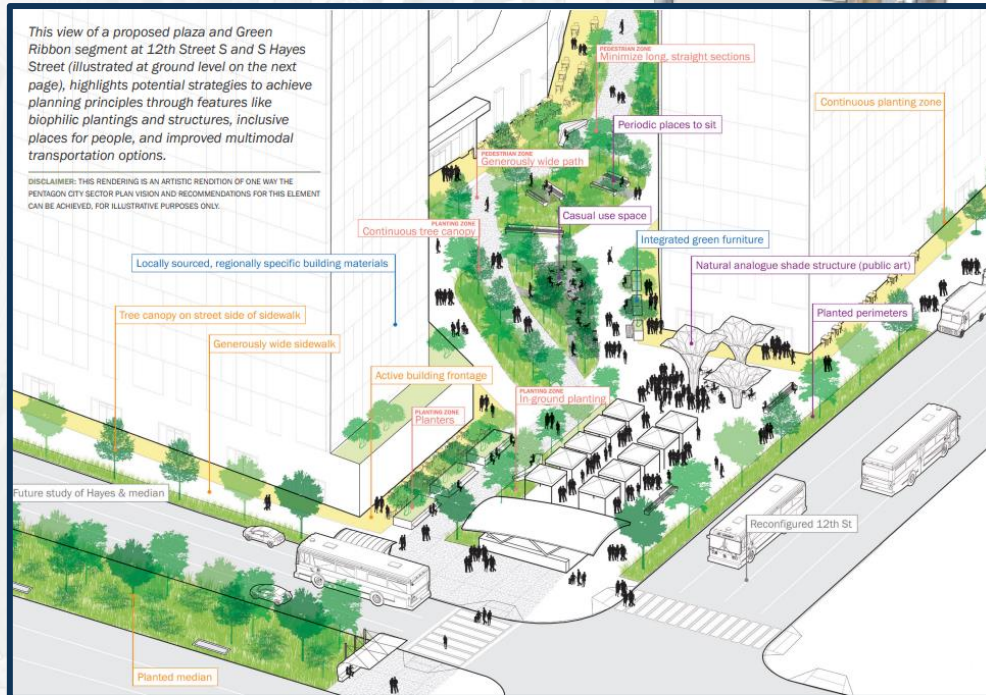 This view of a proposed plaza and Green
Ribbon segment at 12th Street S and S Hayes
Street (illustrated at ground level on the next
page), highlights potential strategies to achieve
planning principles through features like
biophilic plantings and structures, inclusive
places for people, and improved multimodal
transportation options.
DISCLAIMER: THIS RENDERING IS AN ARTISTIC RENDITION OF ONE WAY THE
PENTAGON CITY SECTOR PLAN VISION AND RECOMMENDATIONS FOR THIS ELEMENT
CAN BE ACHIEVED, FOR ILLUSTRATIVE PURPOSES ONLY.
PEDESTRIAN ZONE
Minimize long, straight sections
Continuous planting zone
Periodic places to sit
PEDESTRIAN ZONE
Generously wide path
Casual use space
PLANTING ZONE
Continuous tree canopy
Integrated green furniture
Locally sourced, regionally specific building materials
Natural analogue shade structure (public art)
Tree canopy on street side of sidewalk
Planted perimeters
Generously wide sidewalk
Active building frontage
PLANTING ZONE
In-ground planting
PLANTING ZONE
Planters
Future study of Hayes & median
Reconfigured 12th St
Planted median